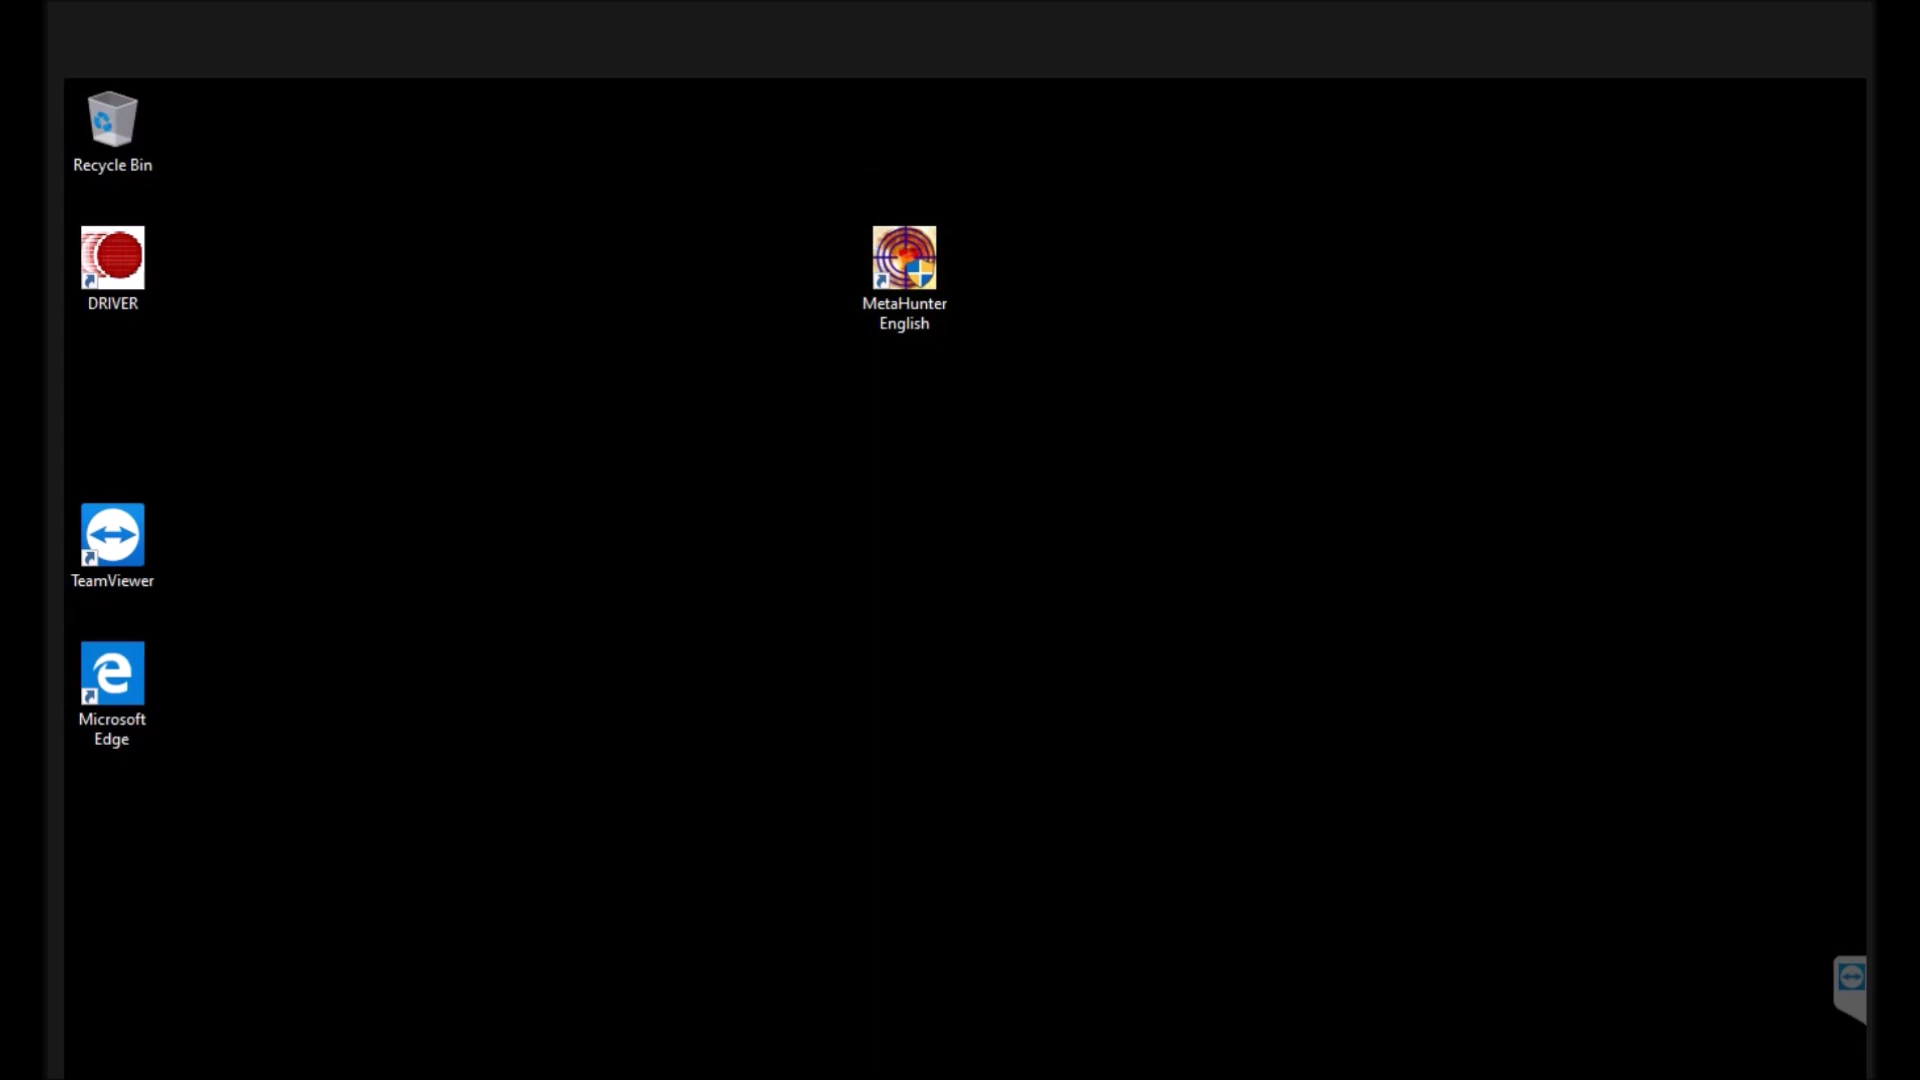 Recycle Bin
DRIVER
MetaHunter
English
TeamViewer
Microsoft
Edge